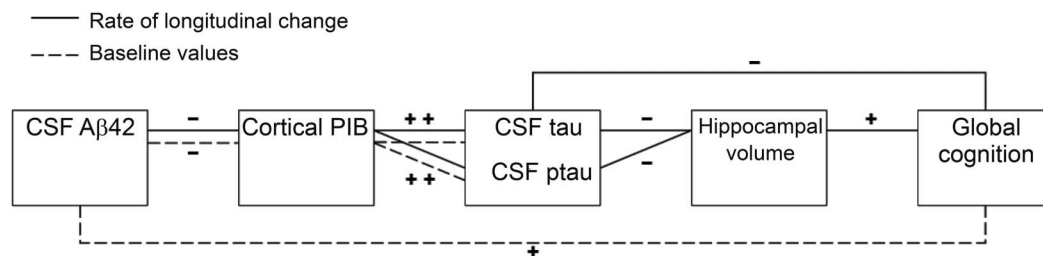 Rate of longitudinal change
Baseline values
CSF Aβ42
Cortical PIB
CSF tau
CSF ptau
Hippocampal
volume
Global
cognition
−
−
+ +
+ +
−
−
+
−
+